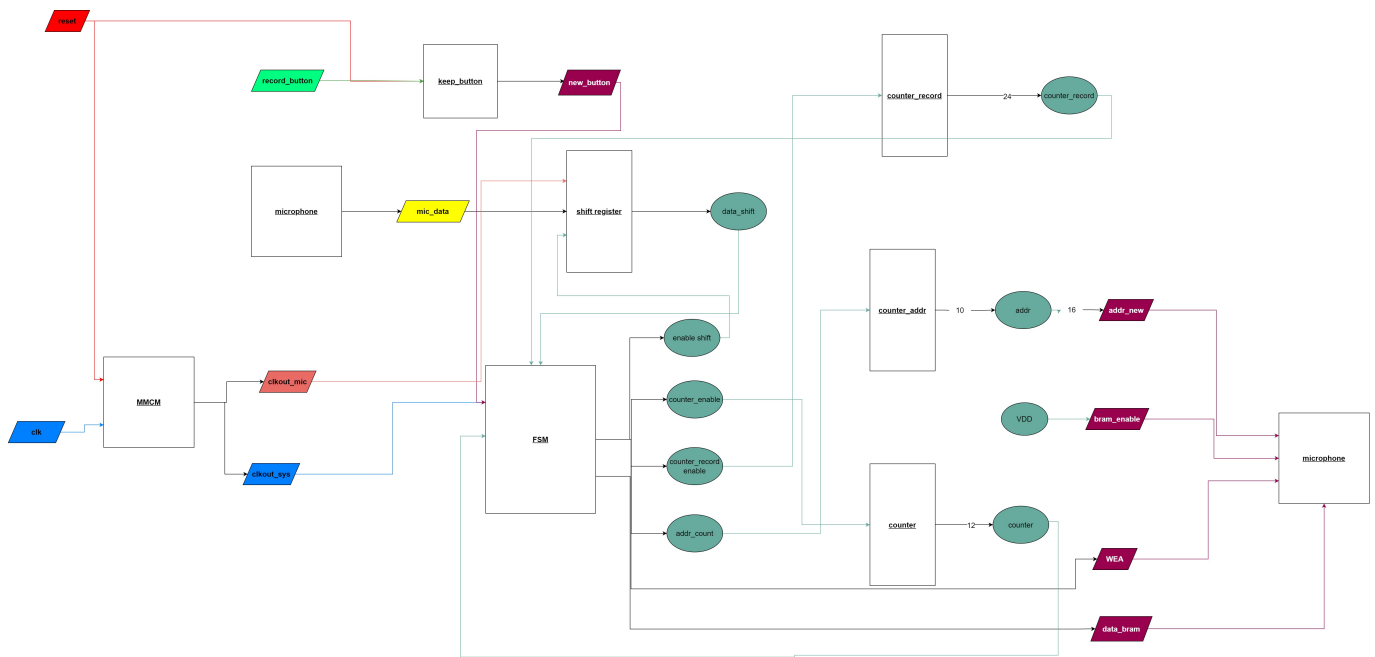 reset
record_button
keep_button
new_button
counter_record
24
counter_record
microphone
mic_data
shift register
data_shift
counter_addr
10
addr
16
addr_new
enable shift
MMCM
clkout_mic
FSM
counter_enable
VDD
bram_enable
clk
clkout_sys
counter_record
enable
microphone
addr_count
counter
12
counter
WEA
data_bram